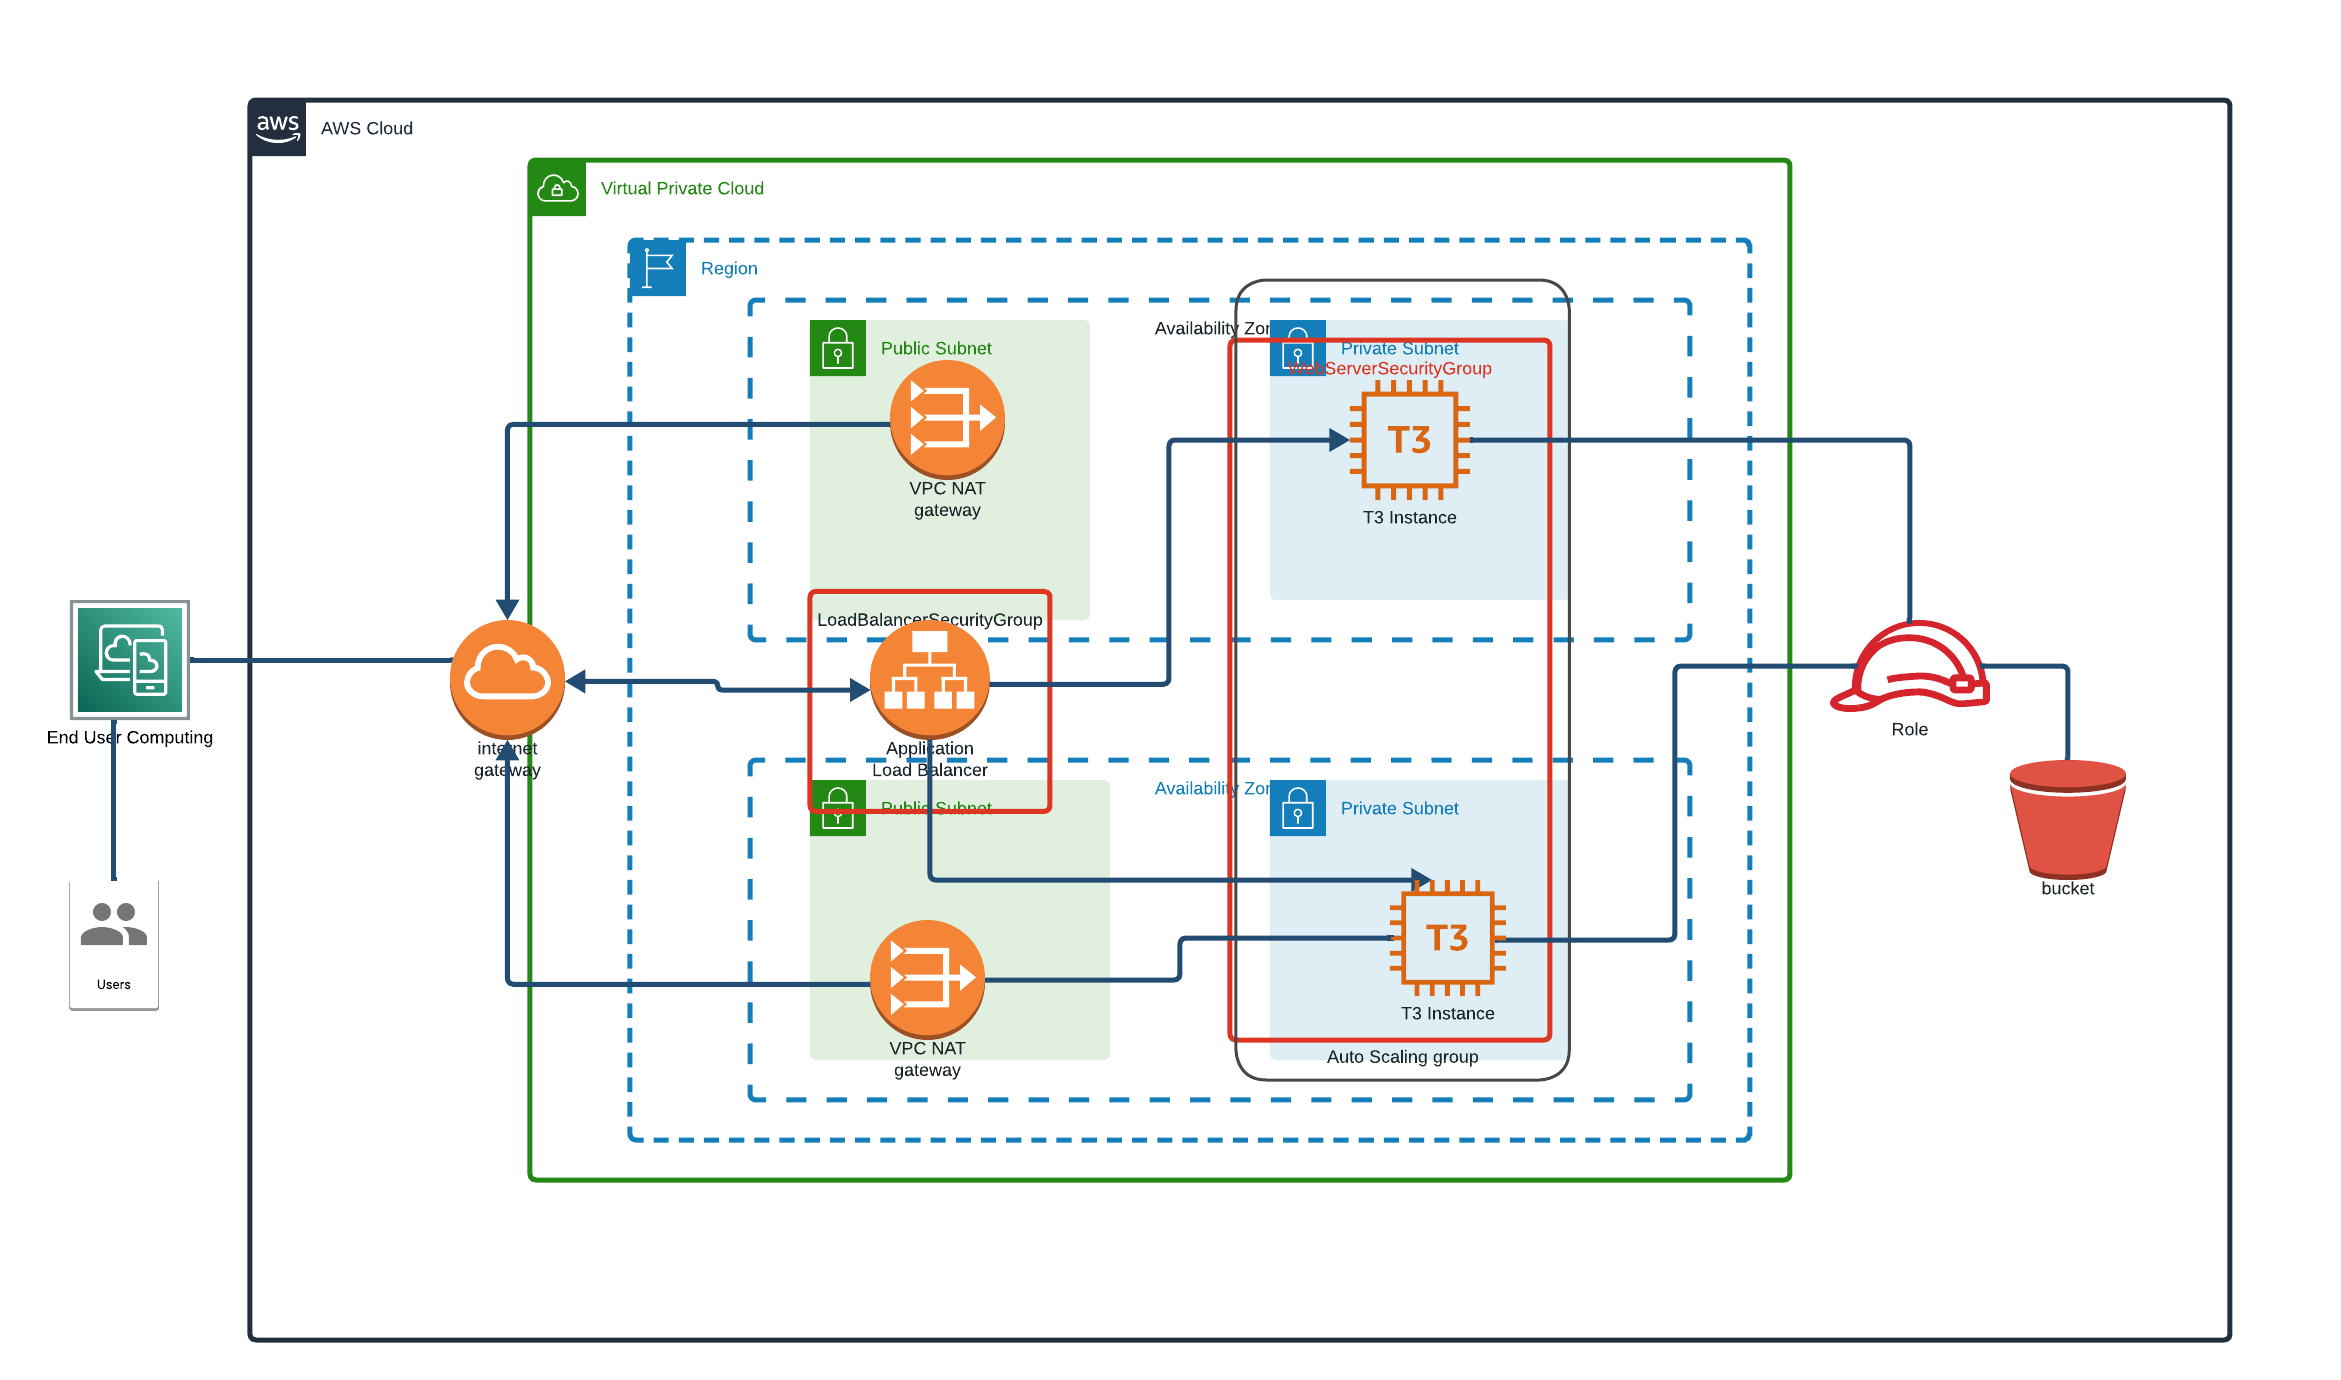 aws
AWS Cloud
Virtual Private Cloud
Region
Availability Zon
Public Subnet
Private Subnet
WebServerSecurityGroup
T3
VPC NAT
gateway
T3 Instance
LoadBalancerSecurityGroup
End User Computing
internet
gateway
Application
Load Balancer
Role
Availability Zon
Public Subnet
Private Subnet
bucket
T3
Users
T3 Instance
VPC NAT
gateway
Auto Scaling group